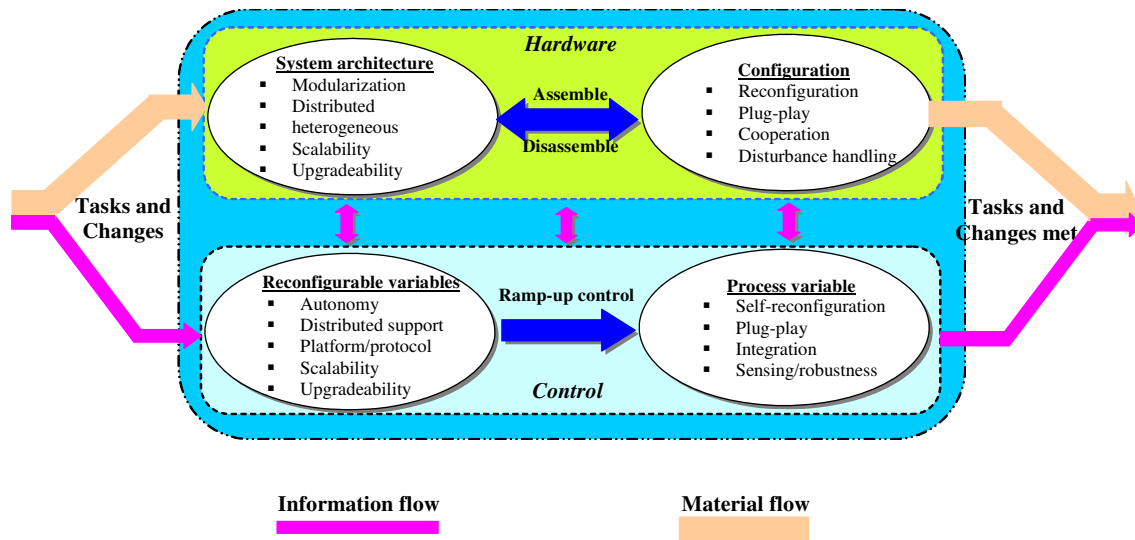 Hardware
System architecture
▪ Modularization
▪ Distributed
▪ heterogeneous
▪ Scalability
▪ Upgradeability
Assemble
Disassemble
Configuration
▪ Reconfiguration
▪ Plug-play
▪ Cooperation
▪ Disturbance handling
Tasks and
Changes
Tasks and
Changes met
Reconfigurable variables
▪ Autonomy
▪ Distributed support
▪ Platform/protocol
▪ Scalability
▪ Upgradeability
Ramp-up control
Process variable
▪ Self-reconfiguration
▪ Plug-play
▪ Integration
▪ Sensing/robustness
Control
Information flow
Material flow